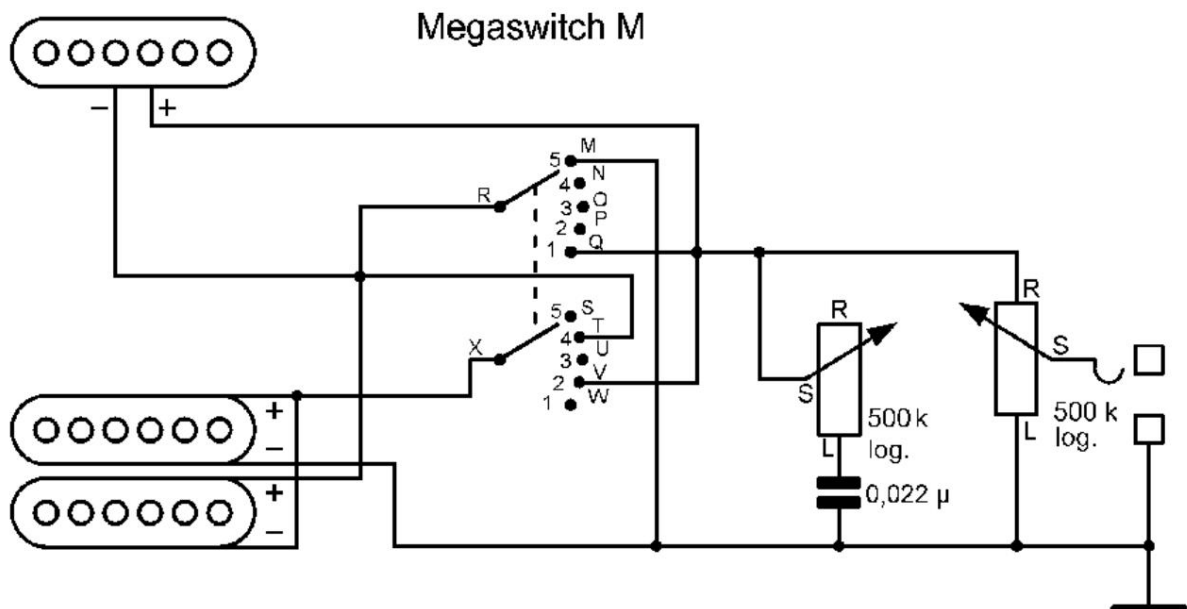 Megaswitch M
− +
5 M
4 N
R 3 O
2 P
1 Q
5 S
4 T
X 3 U
2 V
1 W
R
S
L
500 k
log.
0,022 µ
R
S
L
500 k
log.
+
−
+
−